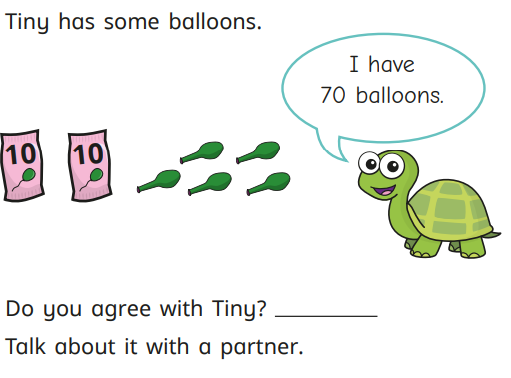 Tiny has some balloons.
I have
70 balloons.
10 10
Do you agree with Tiny? __________
Talk about it with a partner.